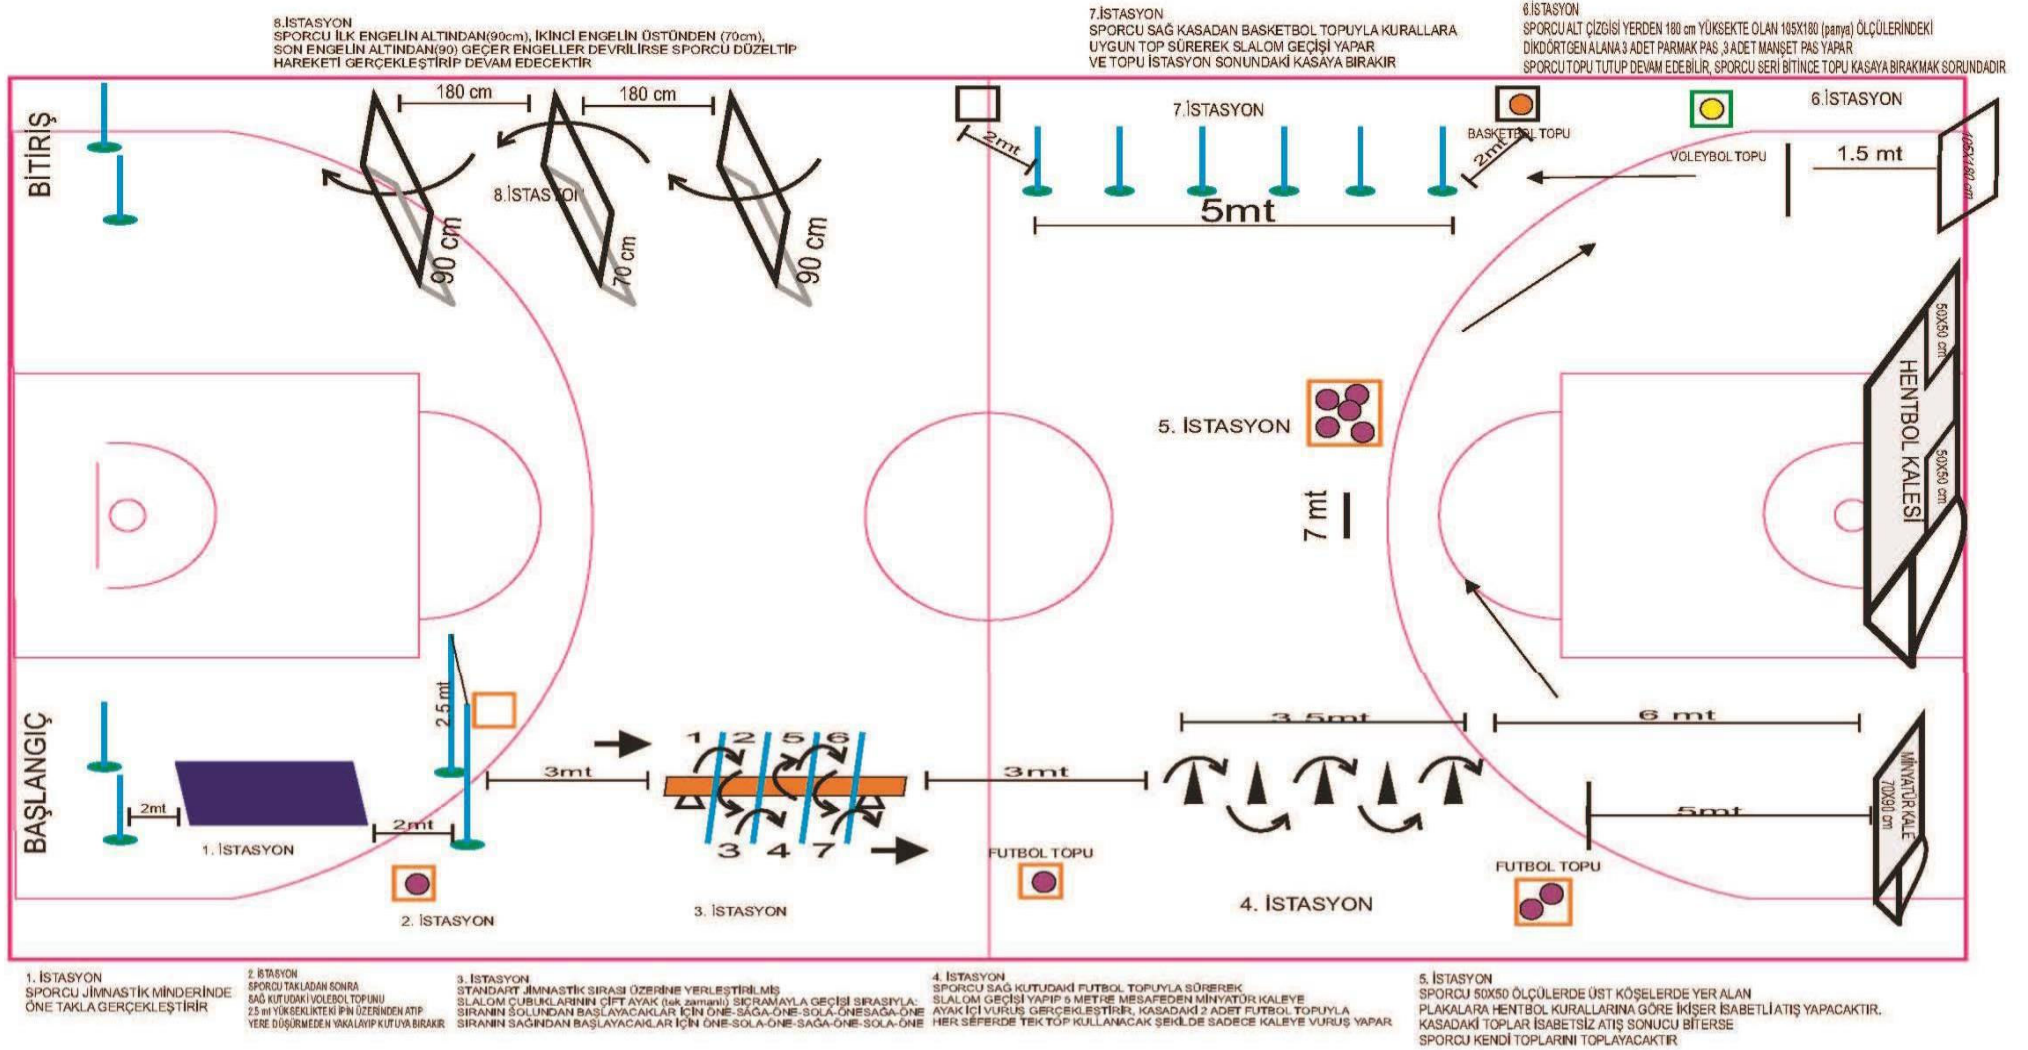 8.İSTASYON
SPORCU İLK ENGELİN ALTINDAN(90cm), İKİNCİ ENGELİN ÜSTÜNDEN (70cm),
SON ENGELİN ALTINDAN(90) GEÇER ENGELLER DEVRİLİRSE SPORCU DÜZELTİP
HAREKETİ GERÇEKLEŞTİRİP DEVAM EDECEKTİR
7.İSTASYON
SPORCU SAĞ KASADAN BASKETBOL TOPUYLA KURALLARA
UYGUN TOP SÜREREK SLALOM GEÇİŞİ YAPAR
VE TOPU İSTASYON SONUNDAKİ KASAYA BIRAKIR
6.İSTASYON
SPORCU ALT ÇİZGİSİ YERDEN 180 cm YÜKSEKTE OLAN 105X180 (panya) ÖLÇÜLERİNDEKİ
DİKDÖRTGEN ALANA 3 ADET PARMAK PAS ,3 ADET MANŞET PAS YAPAR
SPORCU TOPU TUTUP DEVAM EDEBİLİR, SPORCU SERİ BİTİNCE TOPU KASAYA BIRAKMAK SORUNDADIR
BİTİRİŞ
180 cm
180 cm
8.İSTASYON
90 cm
70 cm
90 cm
7.İSTASYON
2mt
BASKETBOL TOPU
2mt
5mt
6.İSTASYON
VOLEYBOL TOPU
1.5 mt
105X180 cm
5. İSTASYON
7 mt
HENTBOL KALESİ
50X50 cm
50X50 cm
BAŞLANGIÇ
2mt
1. İSTASYON
2mt
2.5 mt
2. İSTASYON
3mt
1 2 5 6
3 4 7
3. İSTASYON
3mt
FUTBOL TOPU
3.5mt
4. İSTASYON
6 mt
5mt
FUTBOL TOPU
MİNYATÜR KALE
70X90 cm
1. İSTASYON
SPORCU JİMNASTİK MİNDERİNDE
ÖNE TAKLA GERÇEKLEŞTİRİR
2. İSTASYON
SPORCU TAKLADAN SONRA
SAĞ KUTUDAKİ VOLEBOL TOPUNU
2.5 mt YÜKSEKLİKTEKİ İPİN ÜZERİNDEN ATIP
YERE DÜŞÜRMEDEN YAKALAYIP KUTUYA BIRAKIR
3. İSTASYON
STANDART JİMNASTİK SIRASI ÜZERİNE YERLEŞTİRİLMİŞ
SLALOM ÇUBUKLARININ ÇİFT AYAK (tek zamanlı) SIÇRAMAYLA GEÇİŞİ SIRASIYLA:
SIRANIN SOLUNDAN BAŞLAYACAKLAR İÇİN ÖNE-SAĞA-ÖNE-SOLA-ÖNESAĞA-ÖNE
SIRANIN SAĞINDAN BAŞLAYACAKLAR İÇİN ÖNE-SOLA-ÖNE-SAĞA-ÖNE-SOLA-ÖNE
4. İSTASYON
SPORCU SAĞ KUTUDAKİ FUTBOL TOPUYLA SÜREREK
SLALOM GEÇİŞİ YAPIP 5 METRE MESAFEDEN MİNYATÜR KALEYE
AYAK İÇİ VURUŞ GERÇEKLEŞTİRİR, KASADAKİ 2 ADET FUTBOL TOPUYLA
HER SEFERDE TEK TOP KULLANACAK ŞEKİLDE SADECE KALEYE VURUŞ YAPAR
5. İSTASYON
SPORCU 50X50 ÖLÇÜLERDE ÜST KÖŞELERDE YER ALAN
PLAKALARA HENTBOL KURALLARINA GÖRE İKİŞER İSABETLİ ATIŞ YAPACAKTIR.
KASADAKİ TOPLAR İSABETSİZ ATIŞ SONUCU BİTERSE
SPORCU KENDİ TOPLARINI TOPLAYACAKTIR